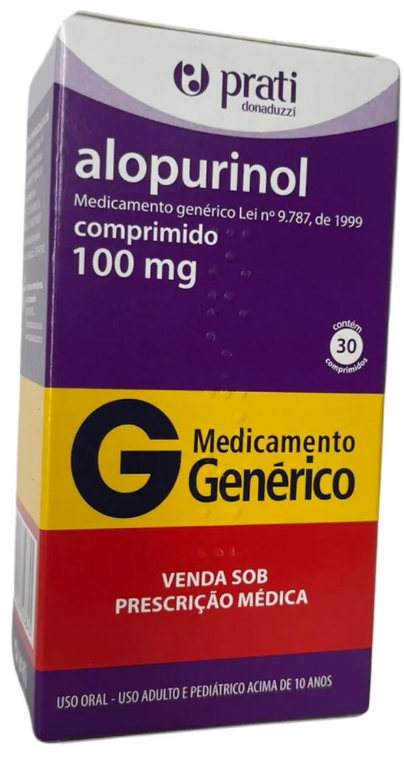 prati
donaduzzi
alopurinol
Medicamento genérico Lei nº 9.787, de 1999
comprimido
100 mg
contém
30
comprimidos
G Medicamento
Genérico
VENDA SOB
PRESCRIÇÃO MÉDICA
USO ORAL - USO ADULTO E PEDIÁTRICO ACIMA DE 10 ANOS